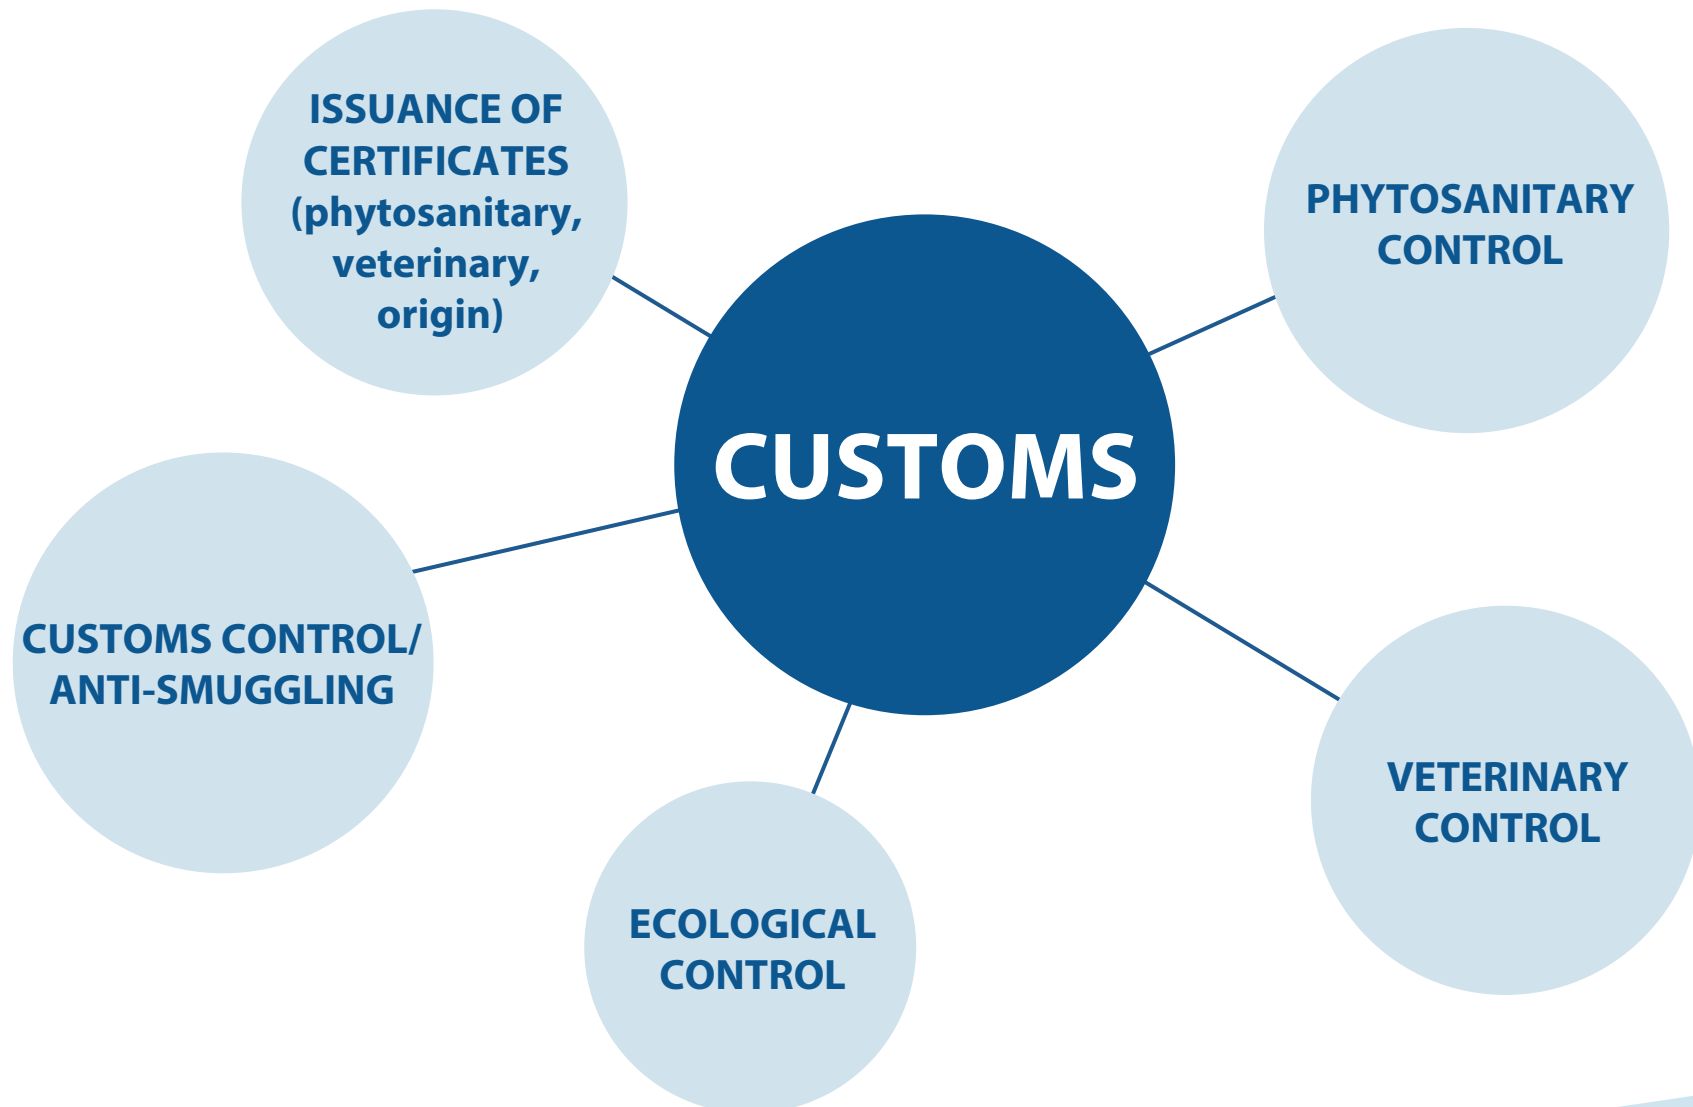 ISSUANCE OF
CERTIFICATES
(phytosanitary,
veterinary,
origin)
PHYTOSANITARY
CONTROL
CUSTOMS
CUSTOMS CONTROL/
ANTI-SMUGGLING
VETERINARY
CONTROL
ECOLOGICAL
CONTROL